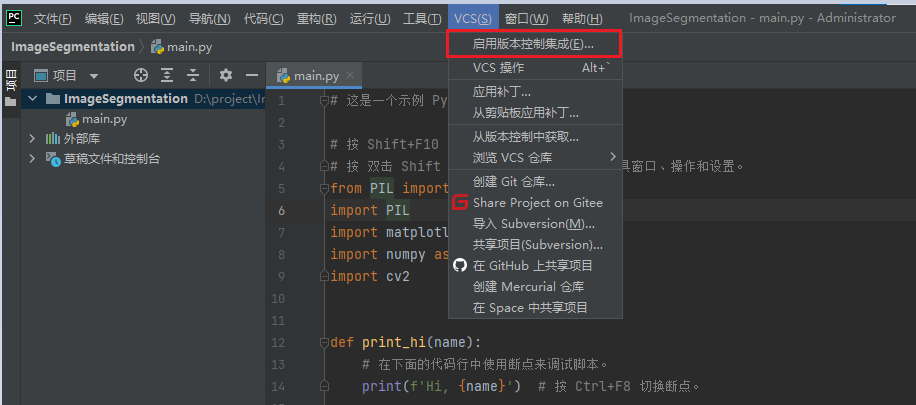 PC 文件(F) 编辑(E) 视图(V) 导航(N) 代码(C) 重构(R) 运行(U) 工具(T) VCS(S) 窗口(W) 帮助(H) ImageSegmentation - main.py - Administrator
ImageSegmentation main.py
启用版本控制集成(E)...
VCS 操作 Alt+`
应用补丁...
从剪贴板应用补丁...
从版本控制中获取...
浏览 VCS 仓库
创建 Git 仓库...
Share Project on Gitee
导入 Subversion(M)...
共享项目(Subversion)...
在 GitHub 上共享项目
创建 Mercurial 仓库
在 Space 中共享项目
项目
项目
ImageSegmentation D:\project\I
main.py
外部库
草稿文件和控制台
main.py
1 # 这是一个示例 Py
2
3 # 按 Shift+F10
4 # 按 双击 Shift 具窗口、操作和设置。
5 from PIL import
6 import PIL
7 import matplotl
8 import numpy as
9 import cv2
10
11
12 def print_hi(name):
13 # 在下面的代码行中使用断点来调试脚本。
14 print(f'Hi, {name}') # 按 Ctrl+F8 切换断点。